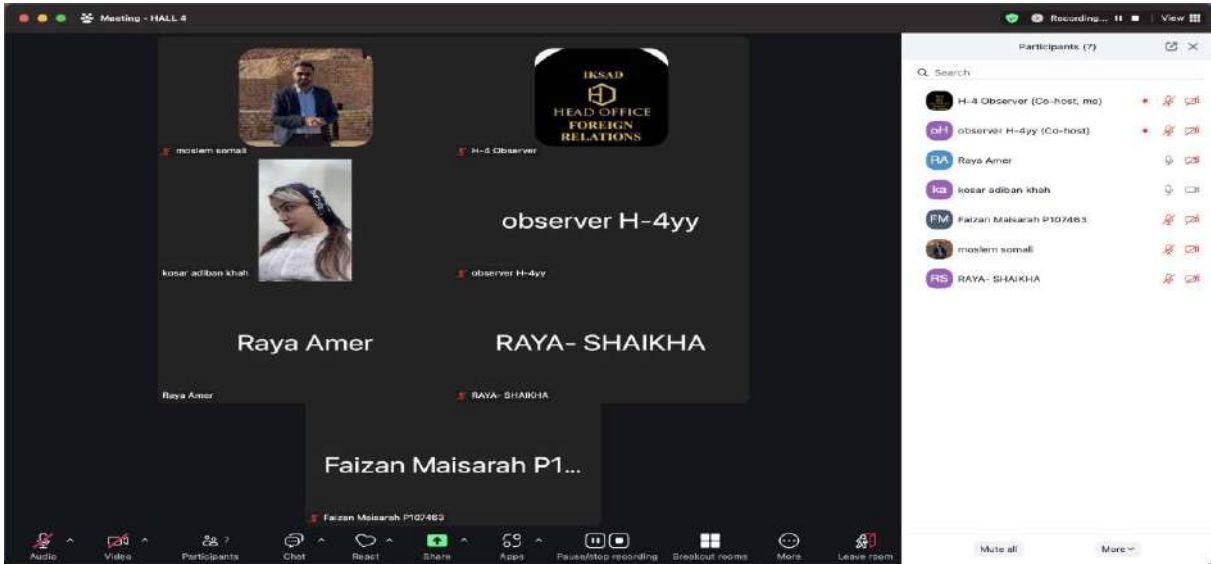 Meeting - HALL 4
Recording...
View
moslem somali
IKSAD
HEAD OFFICE
FOREIGN
RELATIONS
H-4 Observer
kosar adiban khah
observer H-4yy
observer H-4yy
Raya Amer
Raya Amer
RAYA- SHAIKHA
RAYA- SHAIKHA
Faizan Maisarah P1...
Faizan Maisarah P107463
Audio
Video
Participants
7
Chat
React
Share
Apps
Pause/stop recording
Breakout rooms
More
Leave room
Participants (7)
Search
H-4 Observer (Co-host, me)
oH observer H-4yy (Co-host)
RA Raya Amer
ka kosar adiban khah
FM Faizan Maisarah P107463
moslem somali
RS RAYA- SHAIKHA
Mute all
More